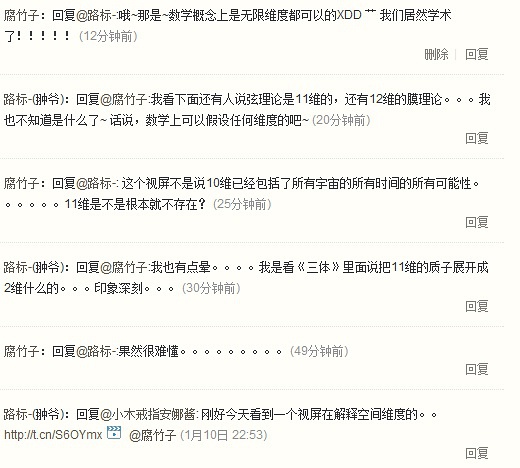 腐竹子：回复@路标-:哦~那是~数学概念上是无限维度都可以的XDD 艹 我们居然学术
了！！！！！ (12分钟前)
删除 | 回复
路标-(翀爷)：回复@腐竹子:我看下面还有人说弦理论是11维的，还有12维的膜理论。。。我
也不知道是什么了~ 话说，数学上可以假设任何维度的吧~ (20分钟前)
回复
腐竹子：回复@路标-: 这个视屏不是说10维已经包括了所有宇宙的所有时间的所有可能性。
。。。。。11维是不是根本就不存在？ (25分钟前)
回复
路标-(翀爷)：回复@腐竹子:我也有点晕。。。。我是看《三体》里面说把11维的质子展开成
2维什么的。。。印象深刻。。。 (30分钟前)
回复
腐竹子：回复@路标-:果然很难懂。。。。。。。。。 (49分钟前)
回复
路标-(翀爷)：回复@小木戒指安娜酱: 刚好今天看到一个视屏在解释空间维度的。。
http://t.cn/S6OYmx @腐竹子 (1月10日 22:53)
回复